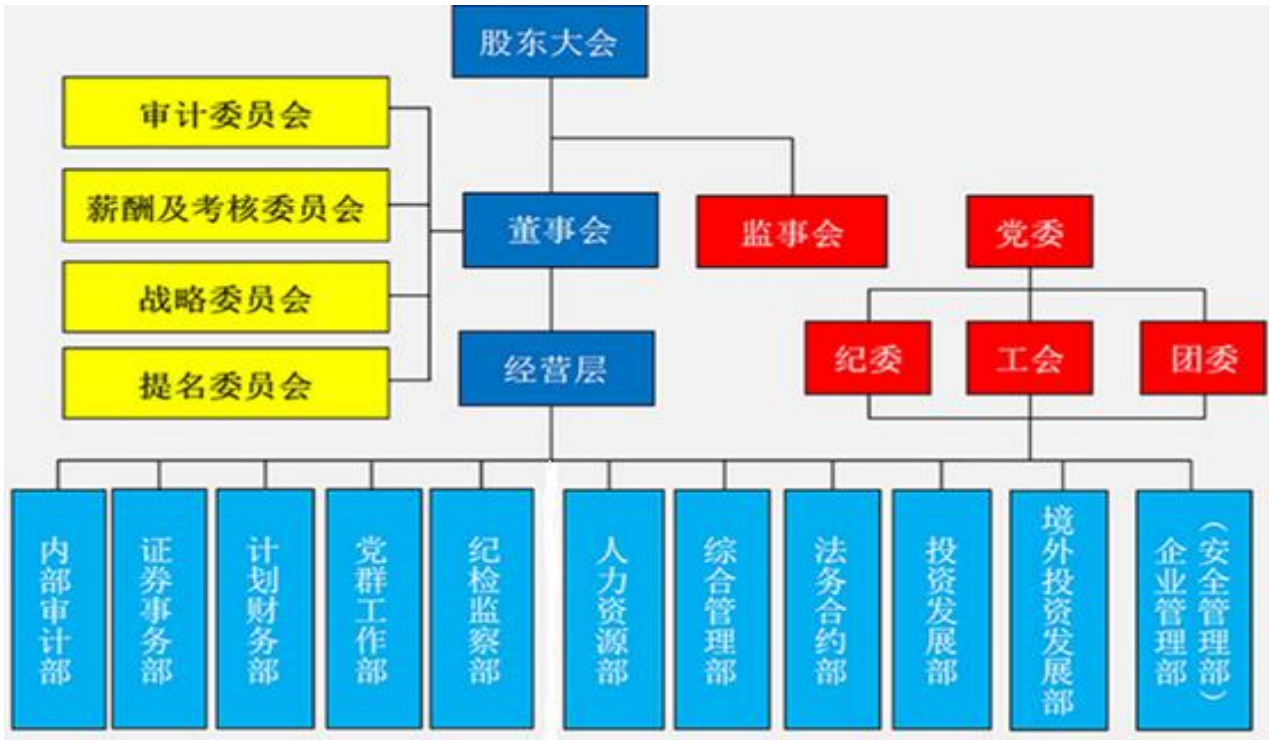 股东大会
审计委员会
薪酬及考核委员会
战略委员会
提名委员会
董事会
监事会
党委
经营层
纪委
工会
团委
内部审计部
证券事务部
计划财务部
党群工作部
纪检监察部
人力资源部
综合管理部
法务合约部
投资发展部
境外投资发展部
企业管理部
（安全管理部）